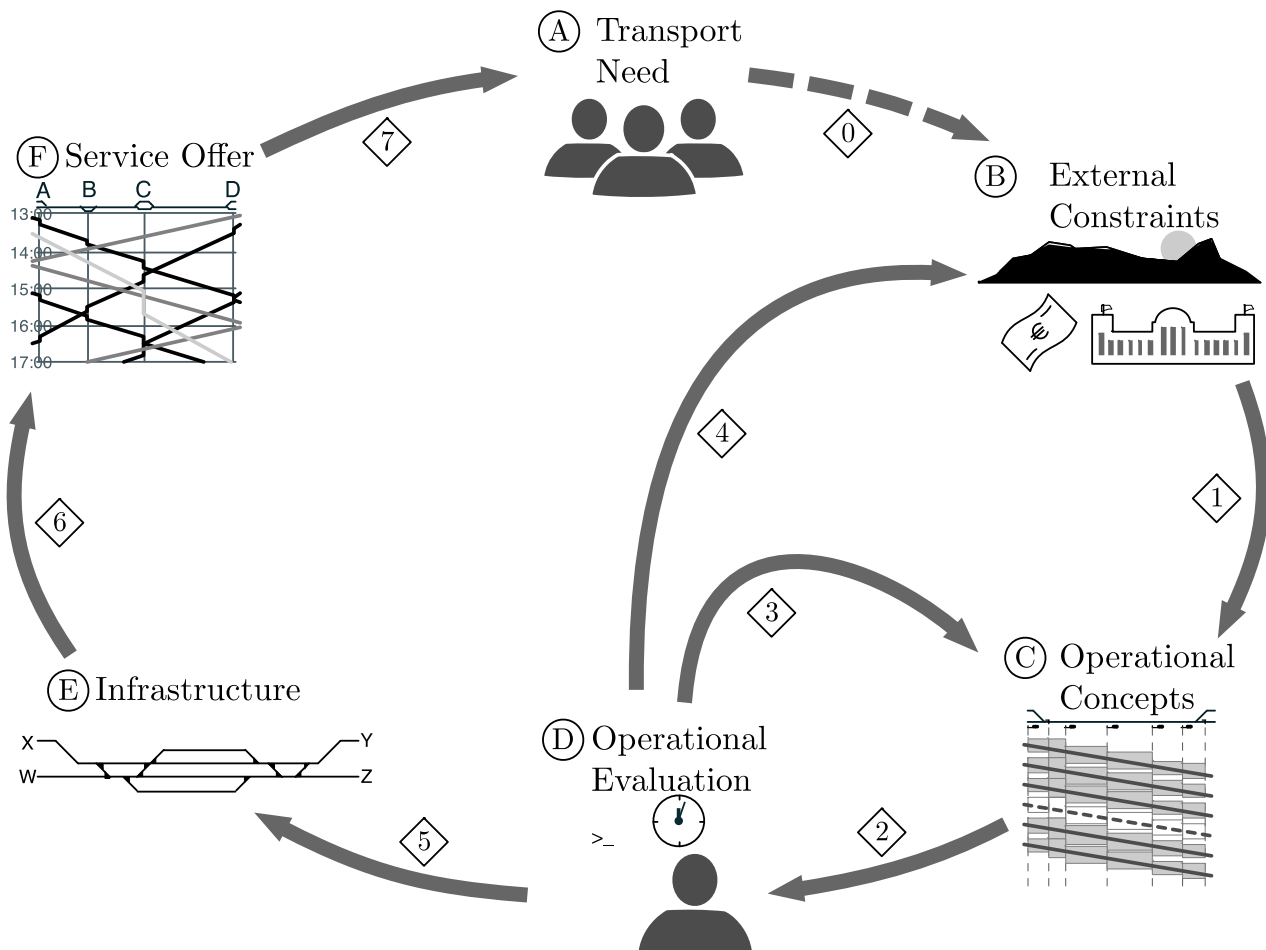 A Transport
Need
7
0
F Service Offer
A B C D
13:00
14:00
15:00
16:00
17:00
B External
Constraints
€
4
1
6
3
C Operational
Concepts
E Infrastructure
X Y
W Z
D Operational
Evaluation
>_
5
2